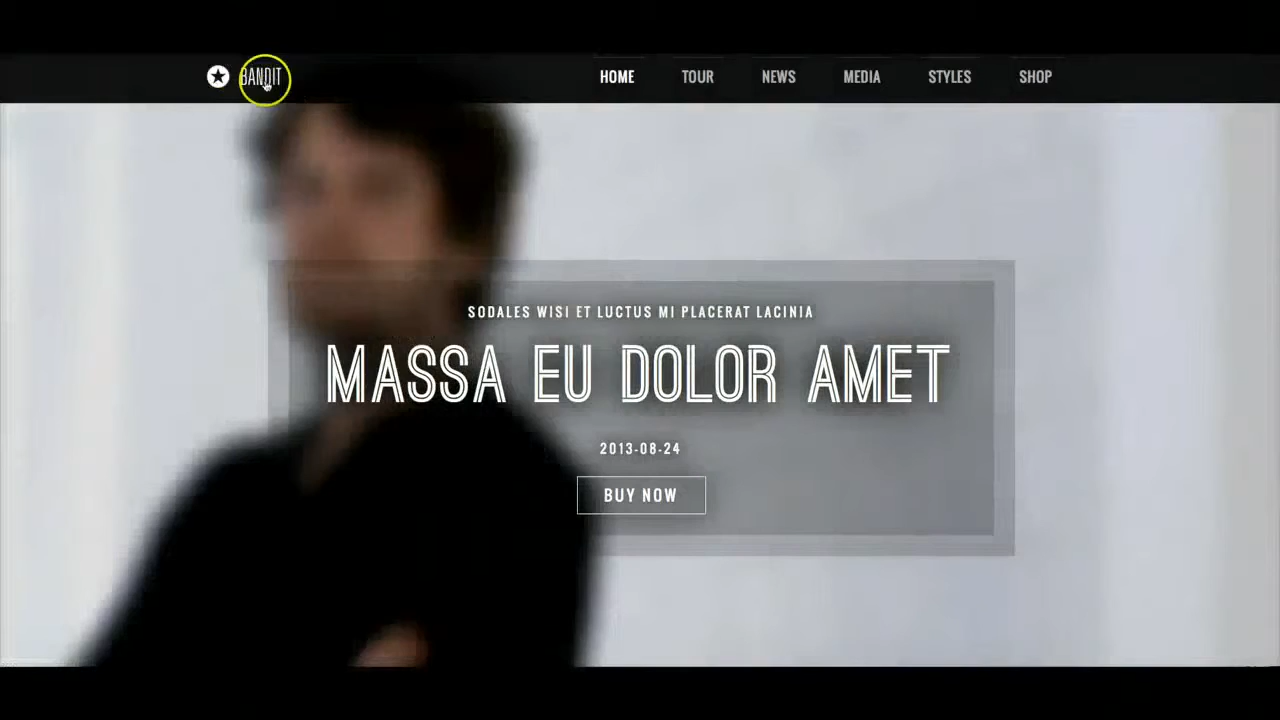 BANDIT
HOME TOUR NEWS MEDIA STYLES SHOP
SODALES WISI ET LUCTUS MI PLACERAT LACINIA
MASSA EU DOLOR AMET
2013-08-24
BUY NOW